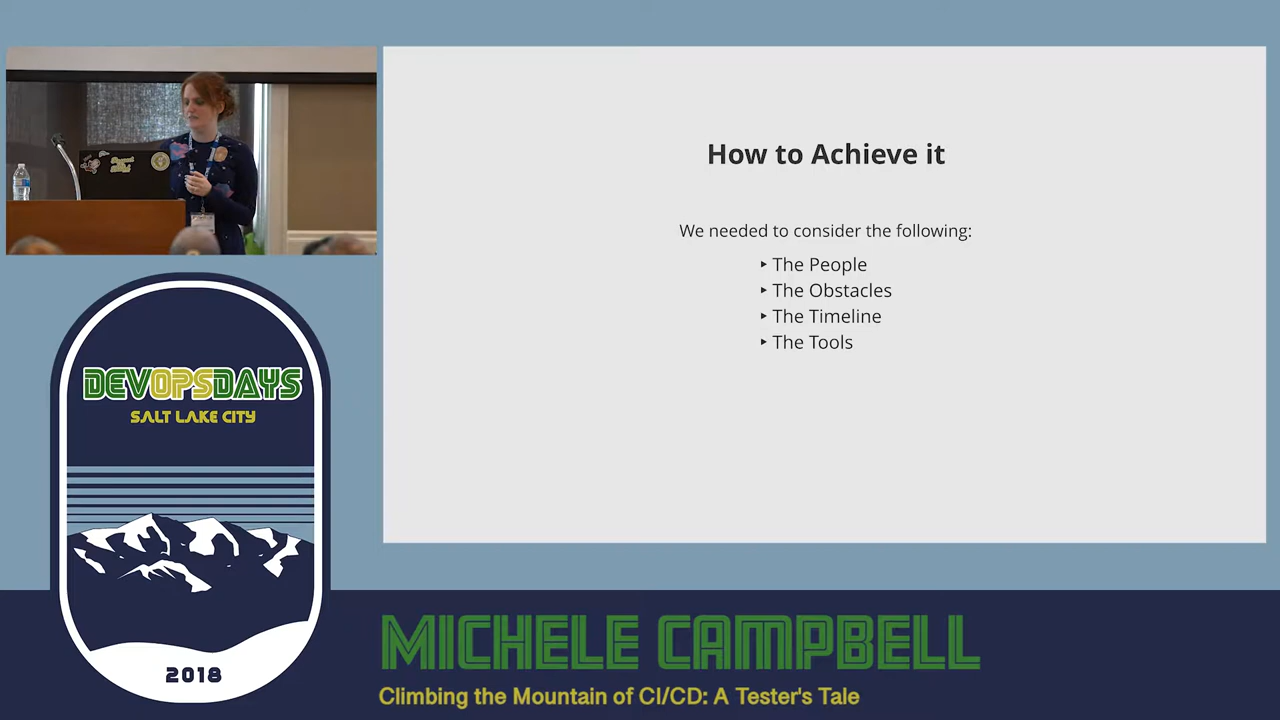 How to Achieve it
We needed to consider the following:
‣ The People
‣ The Obstacles
‣ The Timeline
‣ The Tools
DEVOPSDAYS
SALT LAKE CITY
2018
MICHELE CAMPBELL
Climbing the Mountain of CI/CD: A Tester's Tale